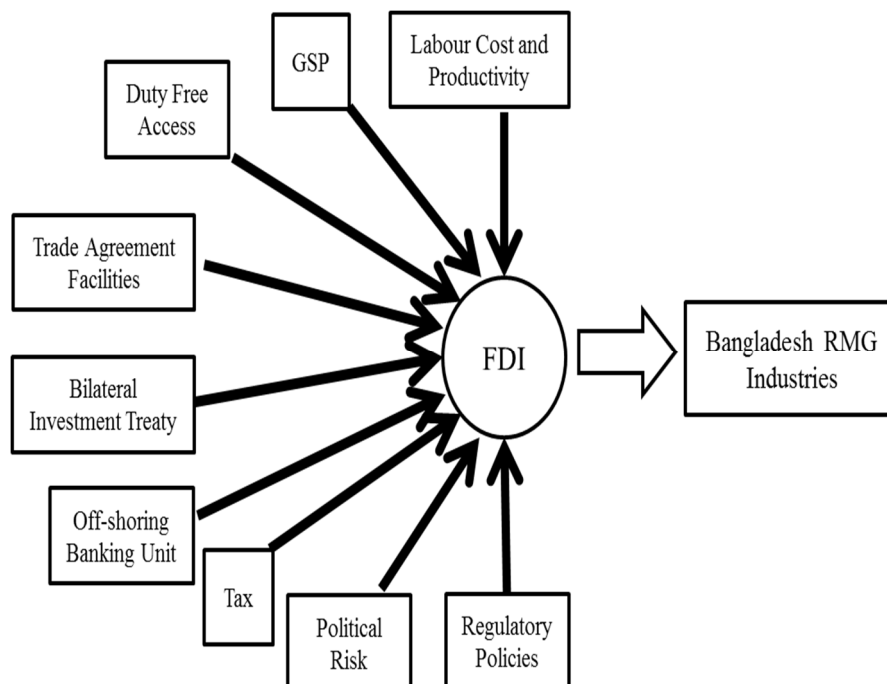 GSP
Labour Cost and
Productivity
Duty Free
Access
Trade Agreement
Facilities
FDI
Bangladesh RMG
Industries
Bilateral
Investment Treaty
Off-shoring
Banking Unit
Tax
Political
Risk
Regulatory
Policies